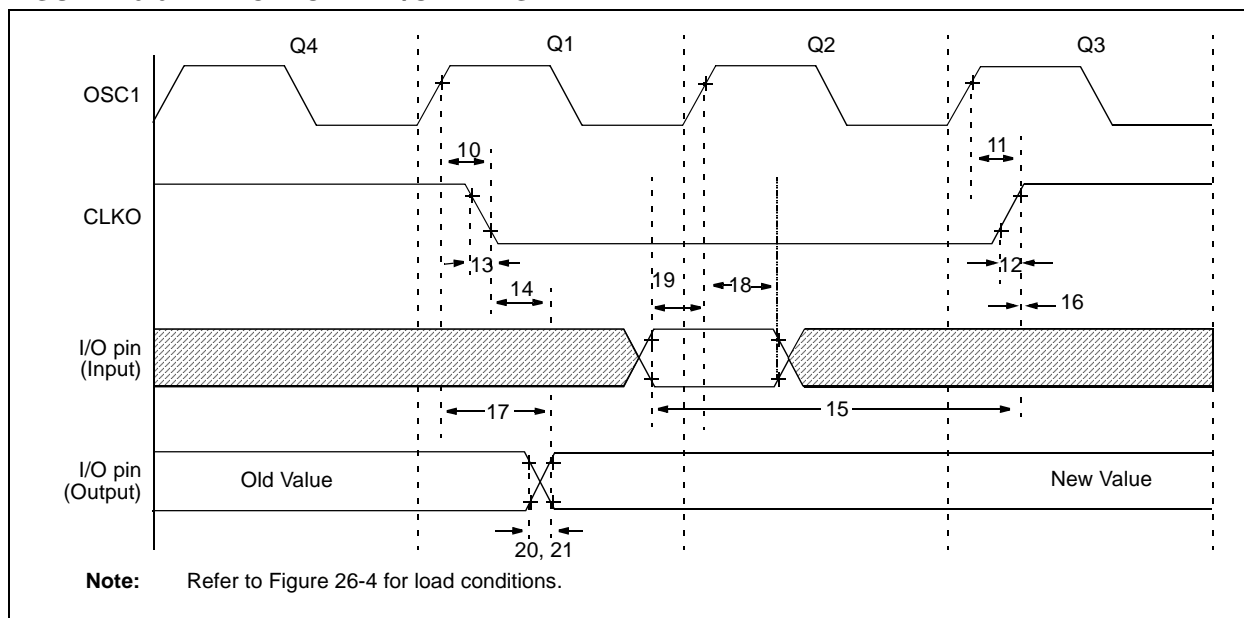 Q4 Q1 Q2 Q3
OSC1
10 11
CLKO
13 12
14 19 18 16
I/O pin
(Input)
17 15
I/O pin
(Output)
Old Value New Value
20, 21
Note: Refer to Figure 26-4 for load conditions.